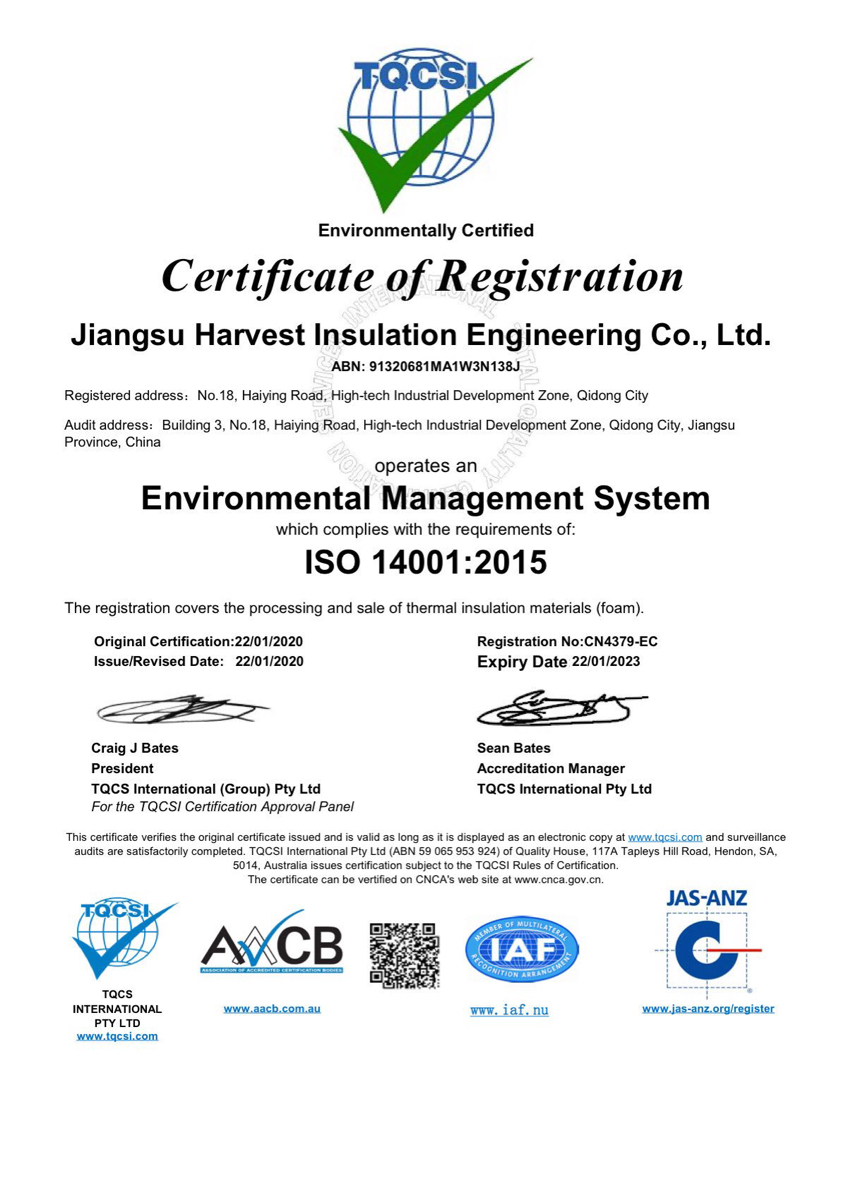 TQCSI
Environmentally Certified
Certificate of Registration
Jiangsu Harvest Insulation Engineering Co., Ltd.
ABN: 91320681MA1W3N138J
Registered address：No.18, Haiying Road, High-tech Industrial Development Zone, Qidong City
Audit address：Building 3, No.18, Haiying Road, High-tech Industrial Development Zone, Qidong City, Jiangsu
Province, China
operates an
Environmental Management System
which complies with the requirements of:
ISO 14001:2015
The registration covers the processing and sale of thermal insulation materials (foam).
Original Certification:22/01/2020
Issue/Revised Date: 22/01/2020
Registration No:CN4379-EC
Expiry Date 22/01/2023
Craig J Bates
President
TQCS International (Group) Pty Ltd
For the TQCSI Certification Approval Panel
Sean Bates
Accreditation Manager
TQCS International Pty Ltd
This certificate verifies the original certificate issued and is valid as long as it is displayed as an electronic copy at www.tqcsi.com and surveillance
audits are satisfactorily completed. TQCSI International Pty Ltd (ABN 59 065 953 924) of Quality House, 117A Tapleys Hill Road, Hendon, SA,
5014, Australia issues certification subject to the TQCSI Rules of Certification.
The certificate can be vertified on CNCA's web site at www.cnca.gov.cn.
TQCSI
TQCS
INTERNATIONAL
PTY LTD
www.tqcsi.com
AACB
ASSOCIATION OF ACCREDITED CERTIFICATION BODIES
www.aacb.com.au
MEMBER OF MULTILATERAL
IAF
RECOGNITION ARRANGEMENT
www.iaf.nu
JAS-ANZ
®
www.jas-anz.org/register